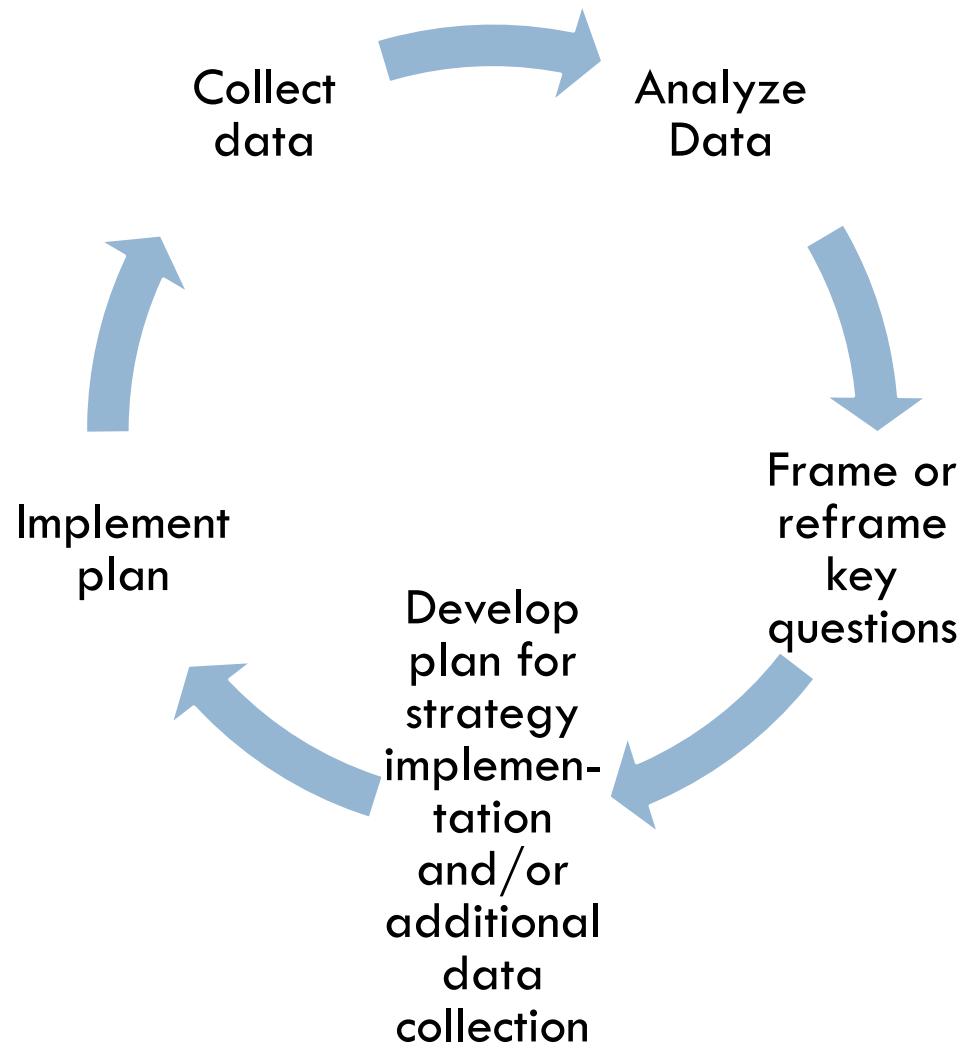 Collect
data
Analyze
Data
Frame or
reframe
key
questions
Develop
plan for
strategy
implemen-
tation
and/or
additional
data
collection
Implement
plan